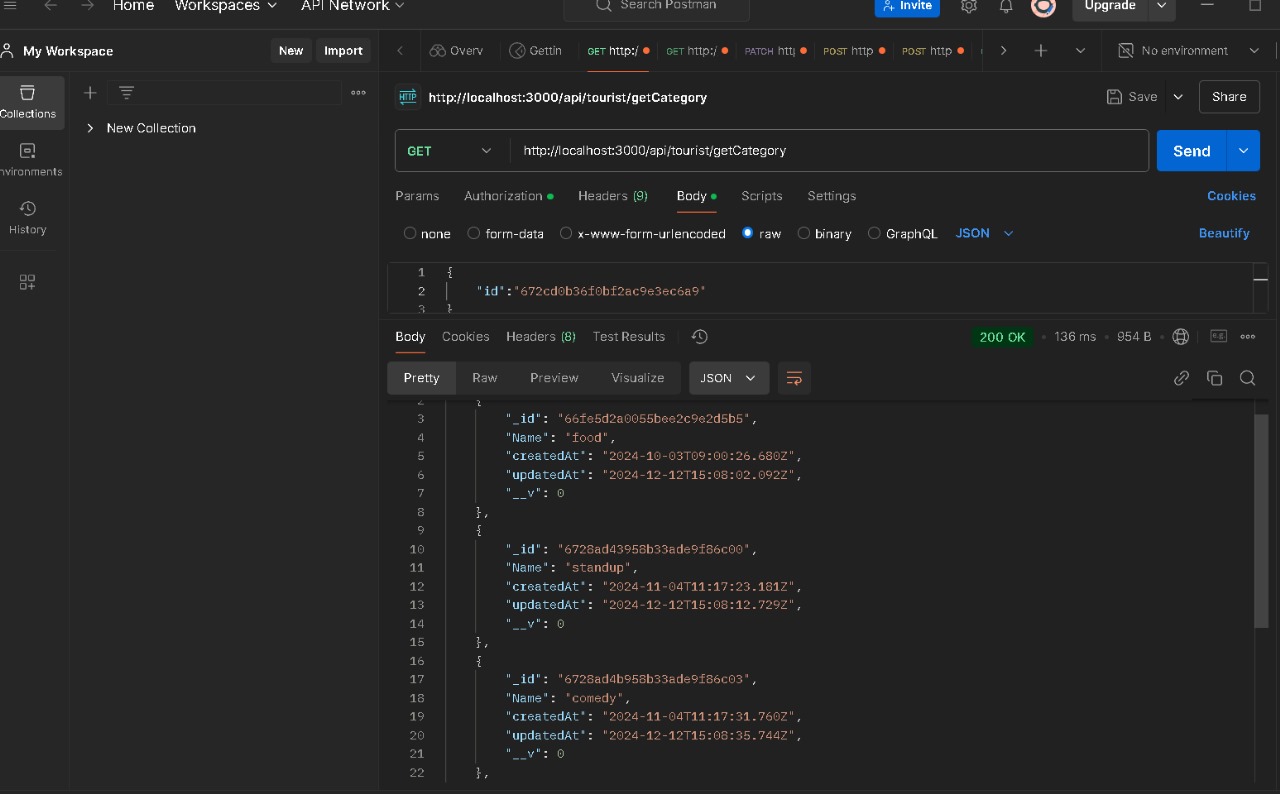 Home Workspaces API Network Search Postman Invite Upgrade
My Workspace New Import Overv Gettin GET http:/ GET http:/ PATCH http POST http POST http No environment
Collections
New Collection
nvironments
History
HTTP http://localhost:3000/api/tourist/getCategory Save Share
GET http://localhost:3000/api/tourist/getCategory Send
Params Authorization Headers (9) Body Scripts Settings Cookies
none form-data x-www-form-urlencoded raw binary GraphQL JSON Beautify
1 {
2 "id":"672cd0b36f0bf2ac9e3ec6a9"
3 }
Body Cookies Headers (8) Test Results 200 OK 136 ms 954 B e.g.
Pretty Raw Preview Visualize JSON
2 {
3 "_id": "66fe5d2a0055bee2c9e2d5b5",
4 "Name": "food",
5 "createdAt": "2024-10-03T09:00:26.680Z",
6 "updatedAt": "2024-12-12T15:08:02.092Z",
7 "__v": 0
8 },
9 {
10 "_id": "6728ad43958b33ade9f86c00",
11 "Name": "standup",
12 "createdAt": "2024-11-04T11:17:23.181Z",
13 "updatedAt": "2024-12-12T15:08:12.729Z",
14 "__v": 0
15 },
16 {
17 "_id": "6728ad4b958b33ade9f86c03",
18 "Name": "comedy",
19 "createdAt": "2024-11-04T11:17:31.760Z",
20 "updatedAt": "2024-12-12T15:08:35.744Z",
21 "__v": 0
22 },